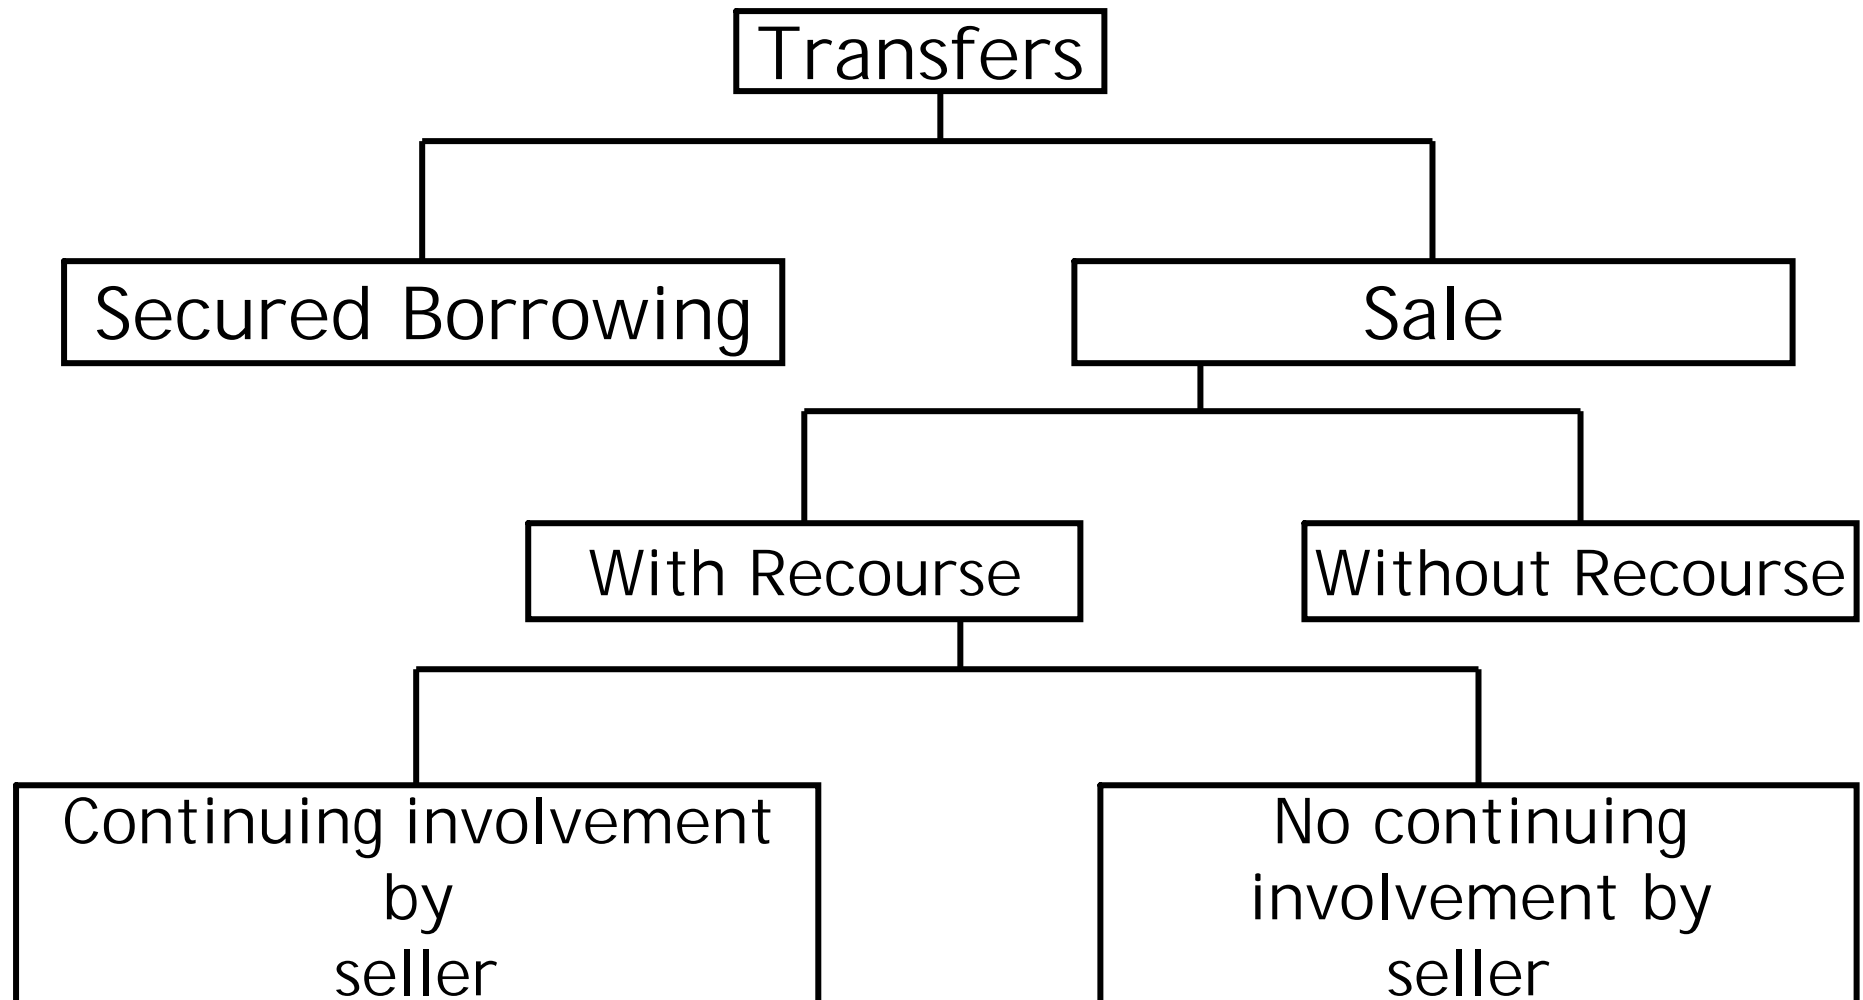 Transfers
Secured Borrowing
Sale
With Recourse
Without Recourse
Continuing involvement
by
seller
No continuing
involvement by
seller